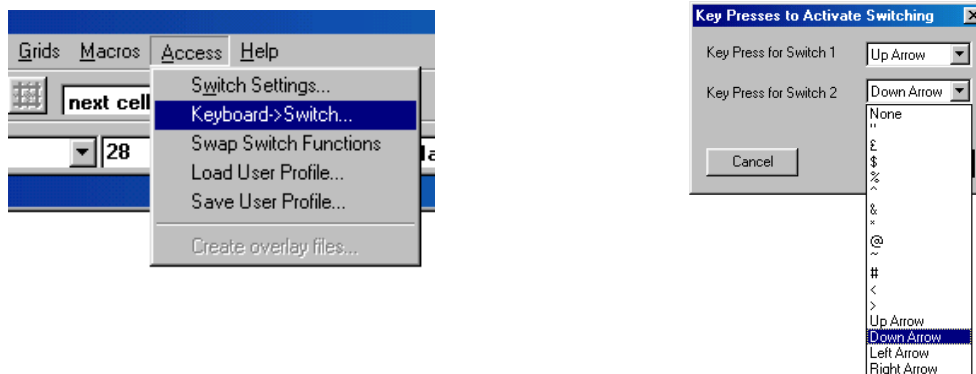 Grids Macros Access Help
next cell
28
Switch Settings...
Keyboard->Switch...
Swap Switch Functions
Load User Profile...
Save User Profile...
Create overlay files...
Key Presses to Activate Switching
Key Press for Switch 1 Up Arrow
Key Press for Switch 2 Down Arrow
Cancel
None
"
£
$
%
^
&
*
@
~
#
<
>
Up Arrow
Down Arrow
Left Arrow
Right Arrow